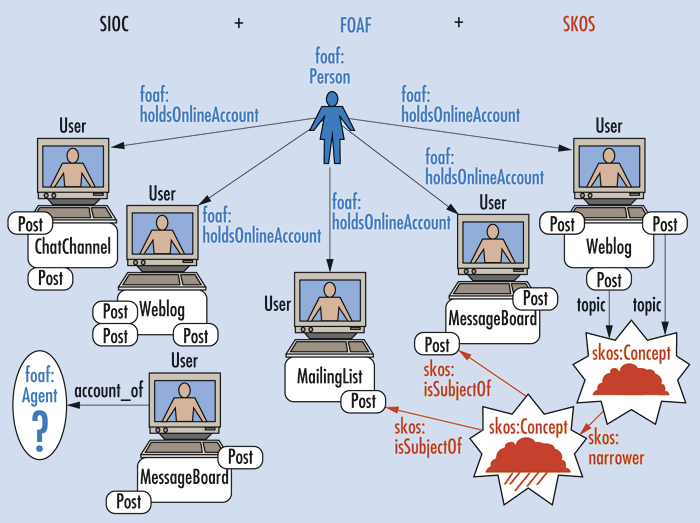 SIOC + FOAF + SKOS
foaf:
Person
foaf:
holdsOnlineAccount
foaf:
holdsOnlineAccount
User
User
foaf:
holdsOnlineAccount
User
foaf:
holdsOnlineAccount
foaf:
holdsOnlineAccount
User
Post
ChatChannel
Post
Post
Post
Weblog
Post
Post
Weblog
Post
Post
User
Post
MessageBoard
Post
topic
topic
User
MailingList
Post
skos:
isSubjectOf
skos:Concept
foaf:
Agent
?
account_of
skos:
isSubjectOf
skos:Concept
skos:
narrower
Post
MessageBoard
Post